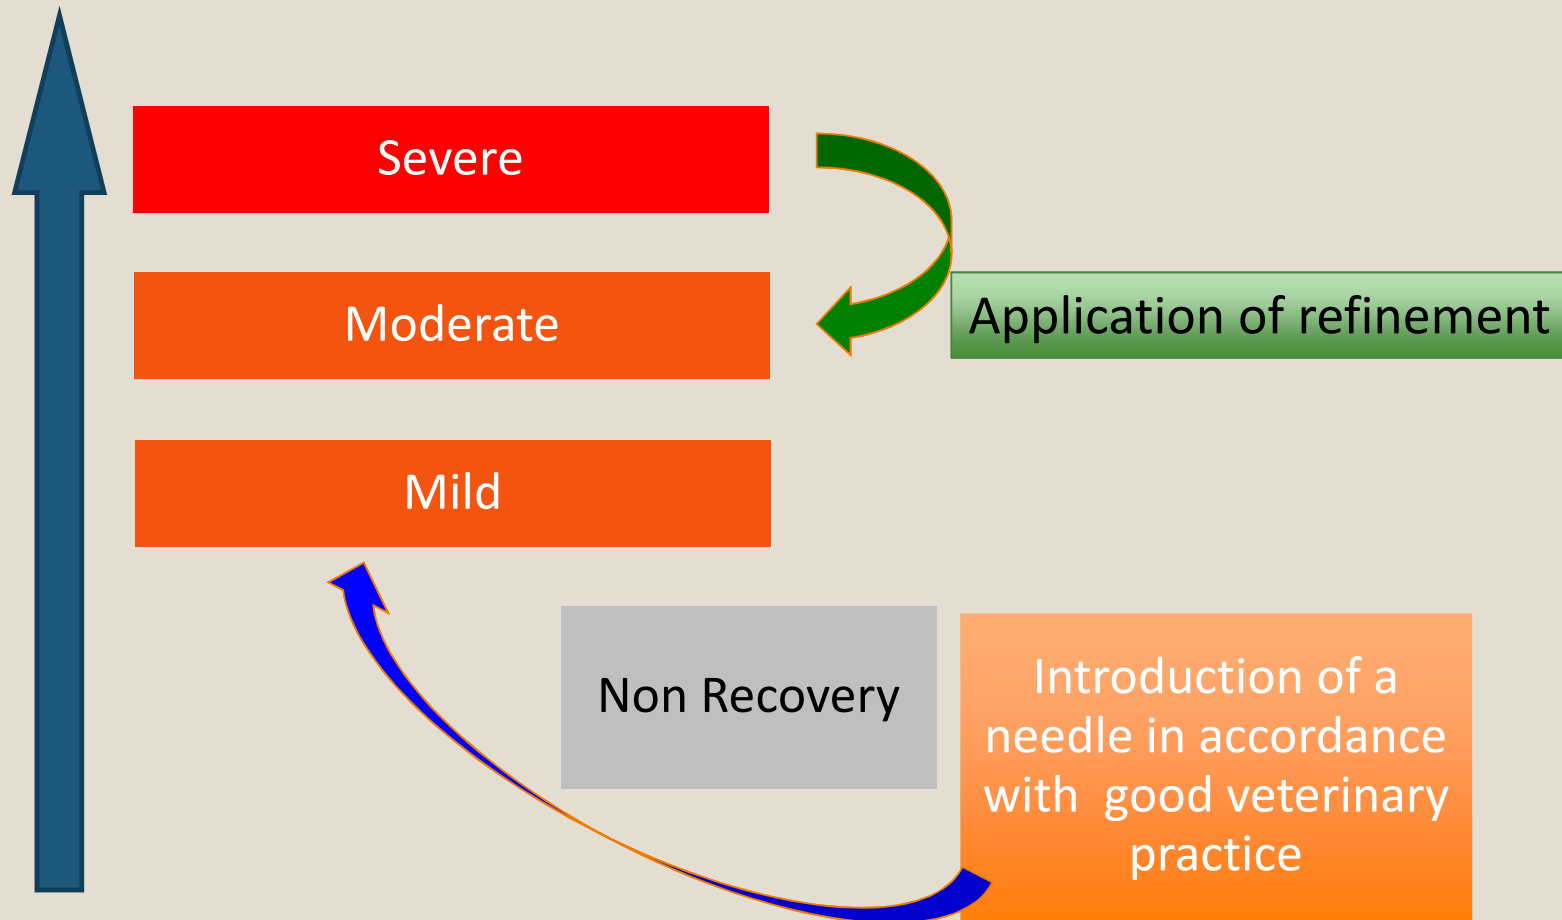 Severe
Moderate
Application of refinement
Mild
Non Recovery
Introduction of a
needle in accordance
with  good veterinary
practice